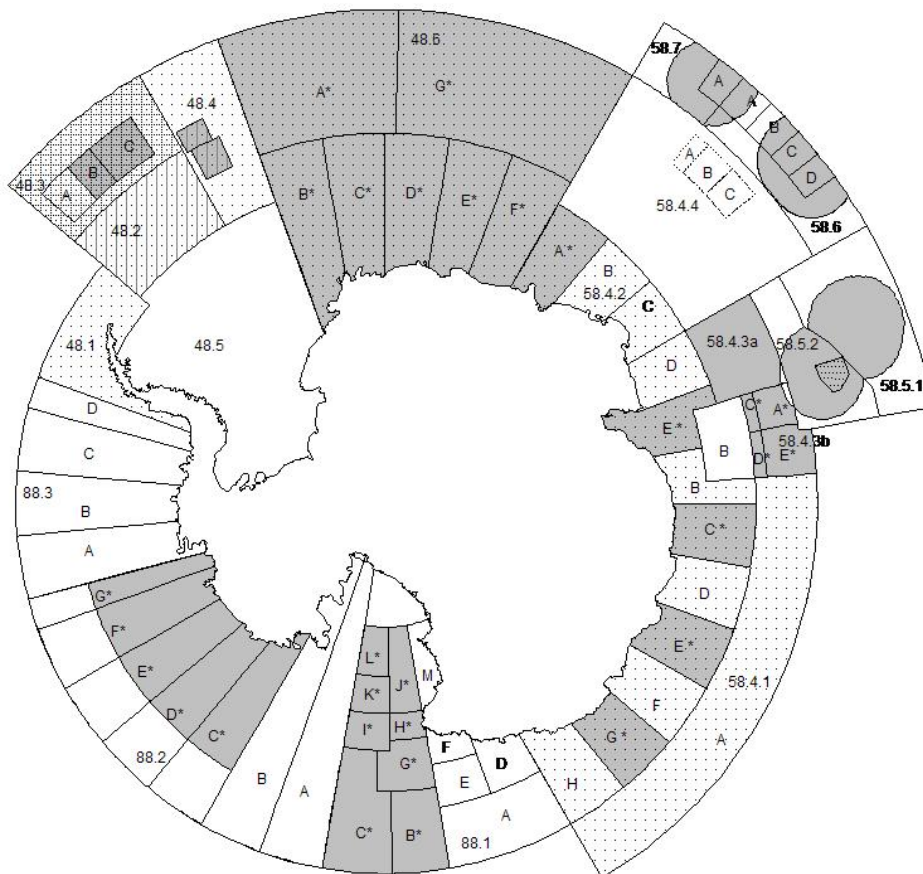 48.6
58.7
A
A
B
C
D
58.6
A*
G*
48.4
C
B
A
48.3
48.2
A
B
C
58.4.4
B*
C*
D*
E*
F*
A*
B
58.4.2
C
D
48.1
48.5
58.4.3a
58.5.2
58.5.1
D
C
88.3
B
A
E*
B
C*
A*
58.4.3b
D*
E*
B
C*
D
E*
58.4.1
F
G*
A
H
G*
F*
E*
D*
C*
88.2
B
A
L*
K*
J*
M
I*
H*
G*
F
D
E
A
C*
B*
88.1